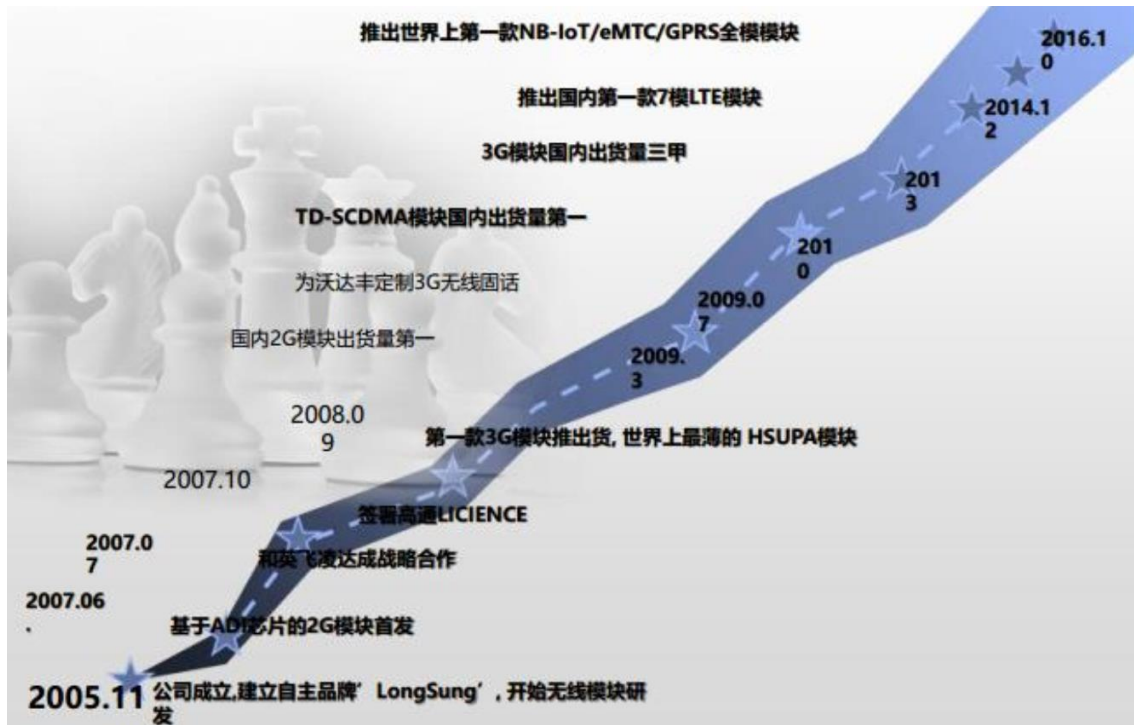 推出世界上第一款NB-IoT/eMTC/GPRS全模模块
2016.1
0
推出国内第一款7模LTE模块
2014.1
2
3G模块国内出货量三甲
201
3
TD-SCDMA模块国内出货量第一
201
0
为沃达丰定制3G无线固话
2009.0
7
国内2G模块出货量第一
2009.
3
2008.0
9
第一款3G模块推出货, 世界上最薄的 HSUPA模块
2007.10
签署高通LICIENCE
2007.0
7
和英飞凌达成战略合作
2007.06
.
基于ADI芯片的2G模块首发
2005.11
公司成立,建立自主品牌’LongSung’, 开始无线模块研
发